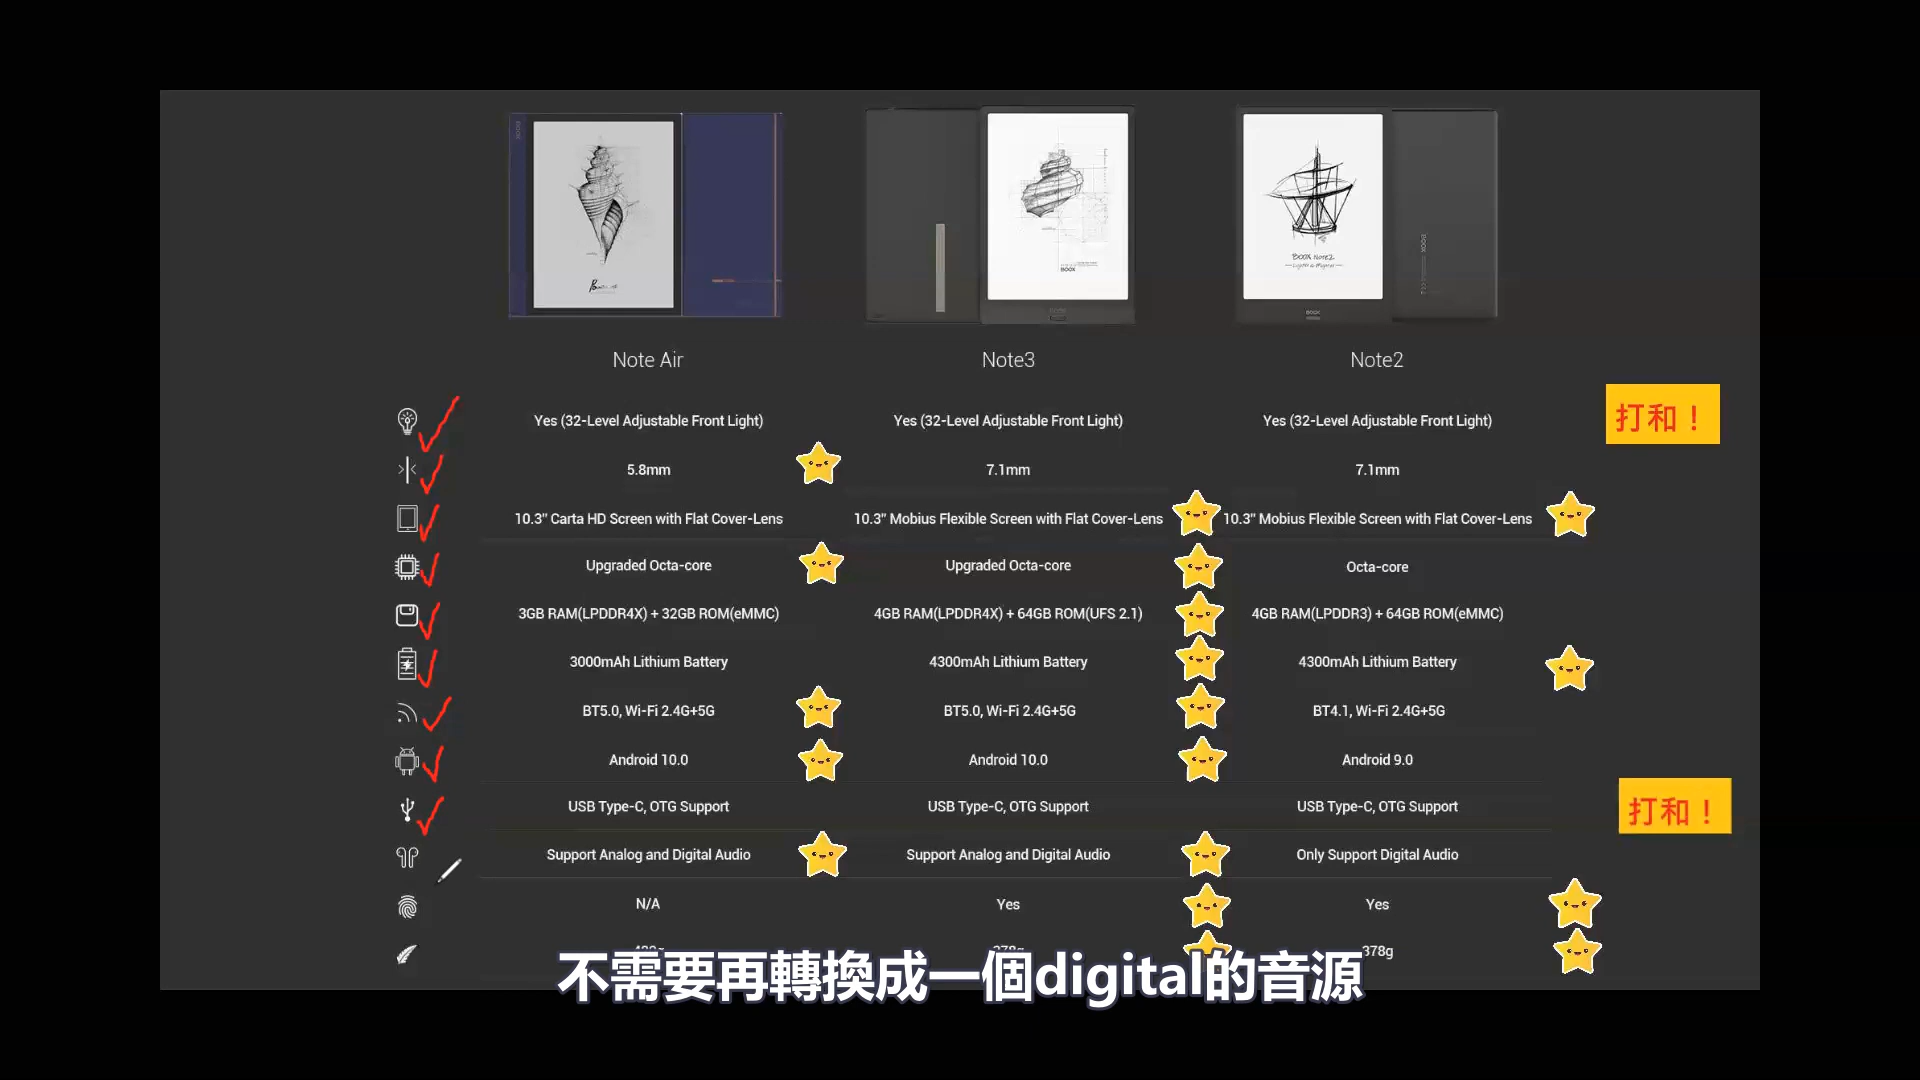 BOOX
BOOX Note2
BOOX
Note Air
Note3
Note2
Yes (32-Level Adjustable Front Light)
Yes (32-Level Adjustable Front Light)
Yes (32-Level Adjustable Front Light)
打和！
5.8mm
7.1mm
7.1mm
10.3" Carta HD Screen with Flat Cover-Lens
10.3" Mobius Flexible Screen with Flat Cover-Lens
10.3" Mobius Flexible Screen with Flat Cover-Lens
Upgraded Octa-core
Upgraded Octa-core
Octa-core
3GB RAM(LPDDR4X) + 32GB ROM(eMMC)
4GB RAM(LPDDR4X) + 64GB ROM(UFS 2.1)
4GB RAM(LPDDR3) + 64GB ROM(eMMC)
3000mAh Lithium Battery
4300mAh Lithium Battery
4300mAh Lithium Battery
BT5.0, Wi-Fi 2.4G+5G
BT5.0, Wi-Fi 2.4G+5G
BT4.1, Wi-Fi 2.4G+5G
Android 10.0
Android 10.0
Android 9.0
USB Type-C, OTG Support
USB Type-C, OTG Support
USB Type-C, OTG Support
打和！
Support Analog and Digital Audio
Support Analog and Digital Audio
Only Support Digital Audio
N/A
Yes
Yes
378g
378g
不需要再轉換成一個digital的音源